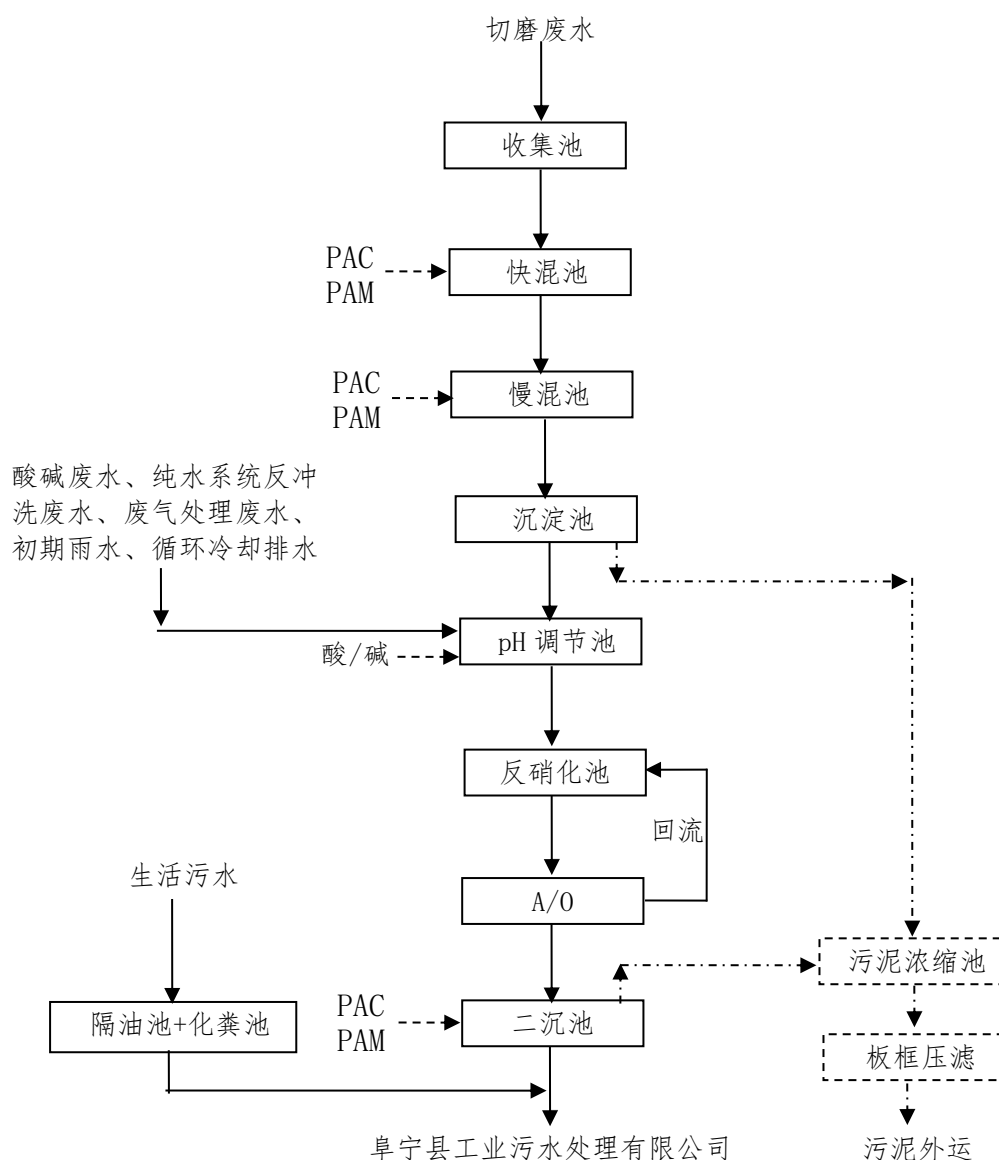 切磨废水
收集池
PAC
PAM
快混池
PAC
PAM
慢混池
酸碱废水、纯水系统反冲
洗废水、废气处理废水、
初期雨水、循环冷却排水
沉淀池
酸/碱
pH 调节池
反硝化池
回流
生活污水
A/O
污泥浓缩池
隔油池+化粪池
PAC
PAM
二沉池
板框压滤
阜宁县工业污水处理有限公司
污泥外运